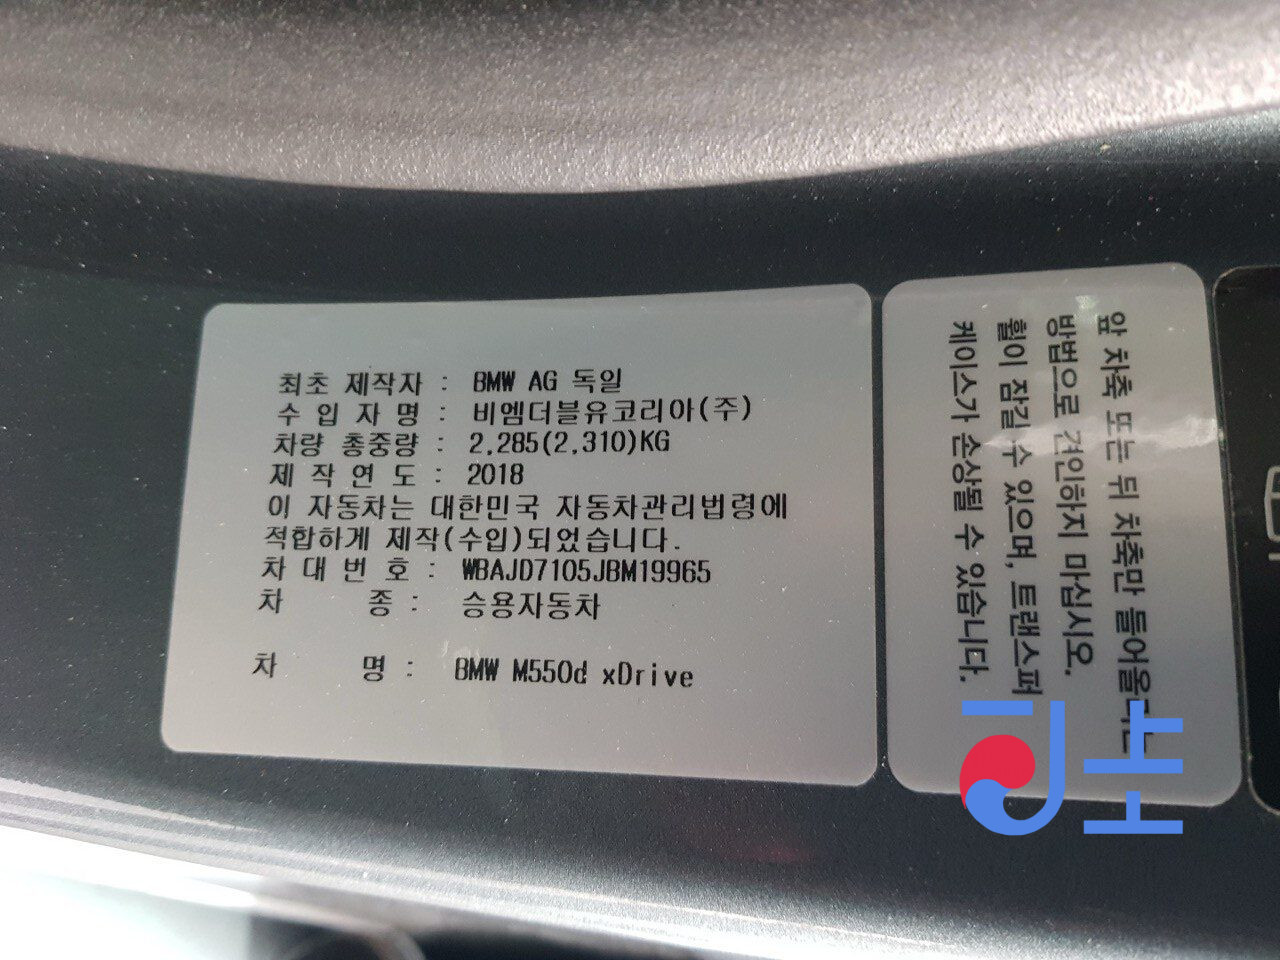 최초 제작자 : BMW AG 독일
수 입 자 명 : 비엠더블유코리아(주)
차량 총중량 : 2,285(2,310)KG
제 작 연 도 : 2018
이 자동차는 대한민국 자동차관리법령에
적합하게 제작(수입)되었습니다.
차 대 번 호 : WBAJD7105JBM19965
차 종 : 승용자동차
차 명 : BMW M550d xDrive
앞 차축 또는 뒤 차축만 들어올리는
방법으로 견인하지 마십시오.
휠이 잠길 수 있으며, 트랜스퍼
케이스가 손상될 수 있습니다.